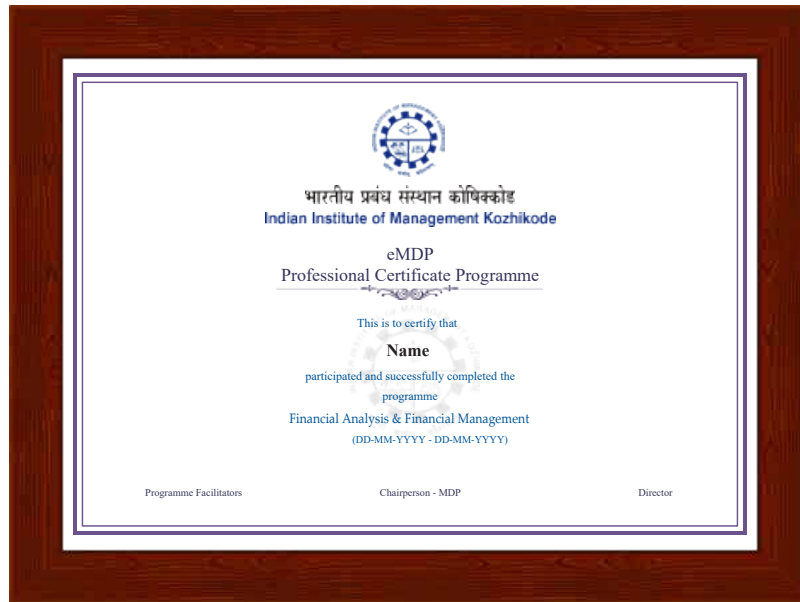 भारतीय प्रबंध संस्थान कोषिक्कोड
Indian Institute of Management Kozhikode
eMDP
Professional Certificate Programme
This is to certify that
Name
participated and successfully completed the
programme
Financial Analysis & Financial Management
(DD-MM-YYYY - DD-MM-YYYY)
Programme Facilitators
Chairperson - MDP
Director